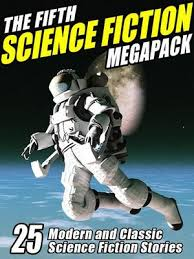 THE FIFTH
SCIENCE FICTION
MEGAPACK
25 Modern and Classic
Science Fiction Stories